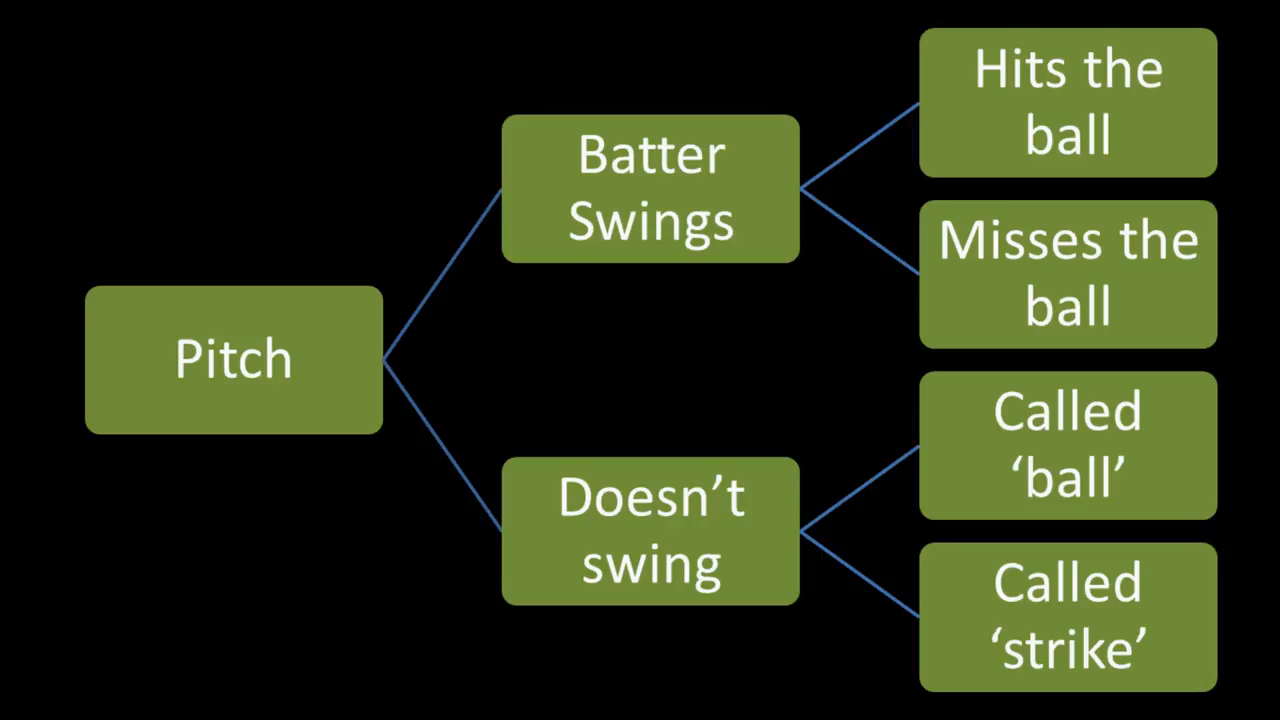 Pitch
Batter
Swings
Doesn’t
swing
Hits the
ball
Misses the
ball
Called
‘ball’
Called
‘strike’